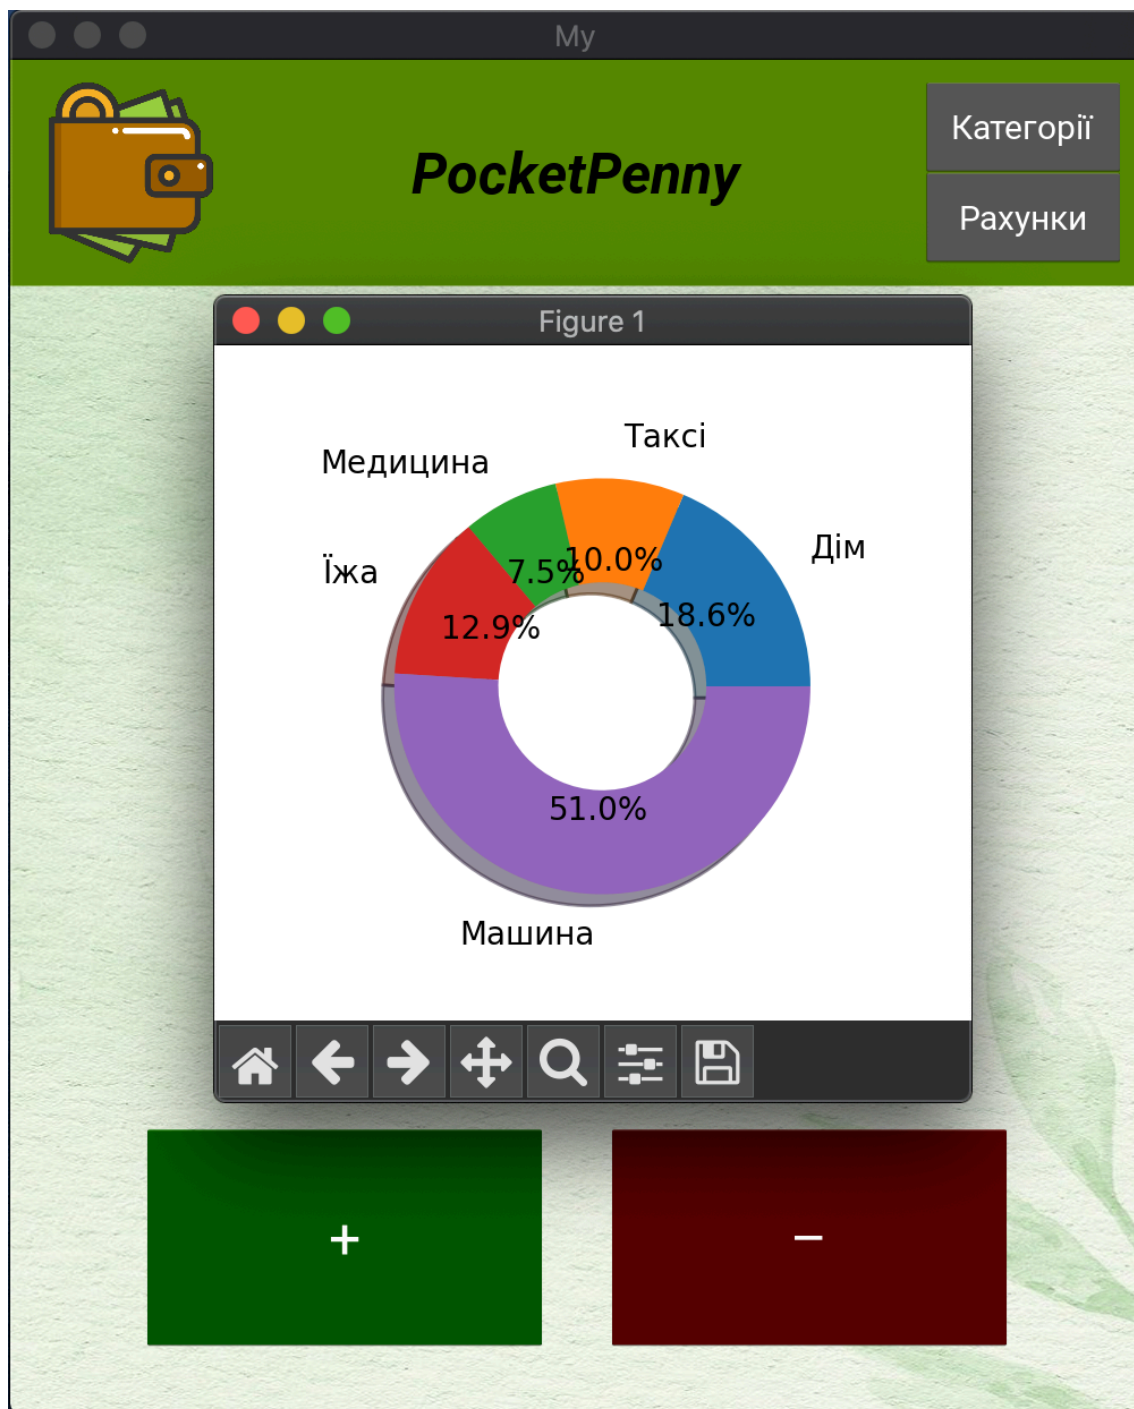 My
PocketPenny
Категорії
Рахунки
Figure 1
Таксі
Медицина
Дім
Їжа
10.0%
7.5%
18.6%
12.9%
51.0%
Машина
+
−